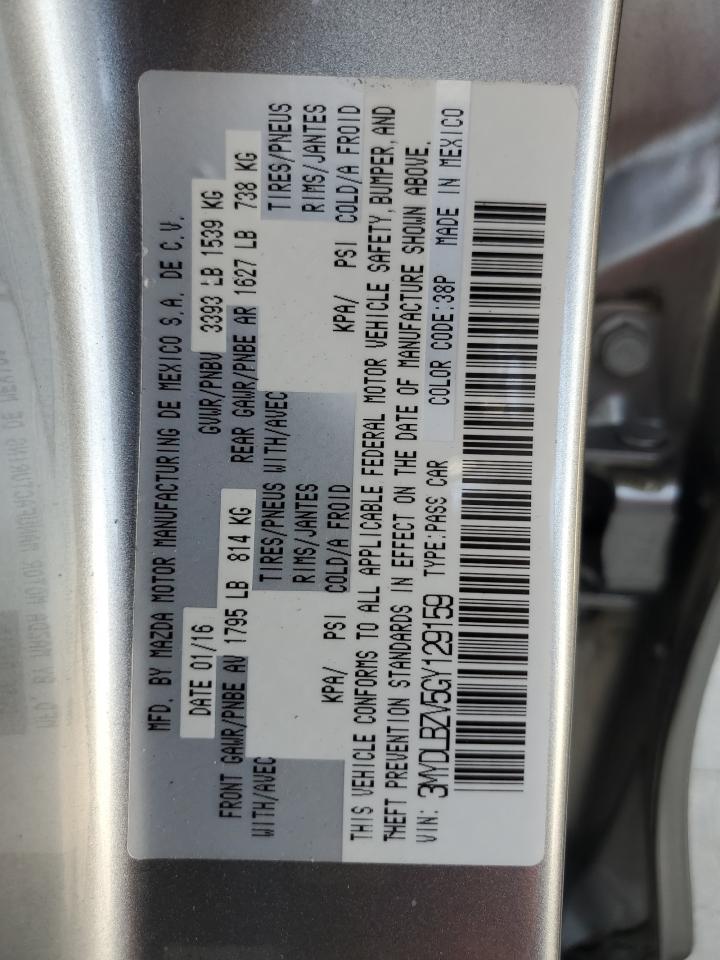 MFD. BY MAZDA MOTOR MANUFACTURING DE MEXICO S.A. DE C.V.
DATE 01/16 GVWR/PNBV 3393 LB 1539 KG
FRONT GAWR/PNBE AV 1795 LB 814 KG REAR GAWR/PNBE AR 1627 LB 738 KG
WITH/AVEC TIRES/PNEUS WITH/AVEC TIRES/PNEUS
RIMS/JANTES RIMS/JANTES
KPA/ PSI COLD/A FROID KPA/ PSI COLD/A FROID
THIS VEHICLE CONFORMS TO ALL APPLICABLE FEDERAL MOTOR VEHICLE SAFETY, BUMPER, AND
THEFT PREVENTION STANDARDS IN EFFECT ON THE DATE OF MANUFACTURE SHOWN ABOVE.
VIN: 3MYDLBZV5GY129159 TYPE:PASS CAR COLOR CODE:38P MADE IN MEXICO